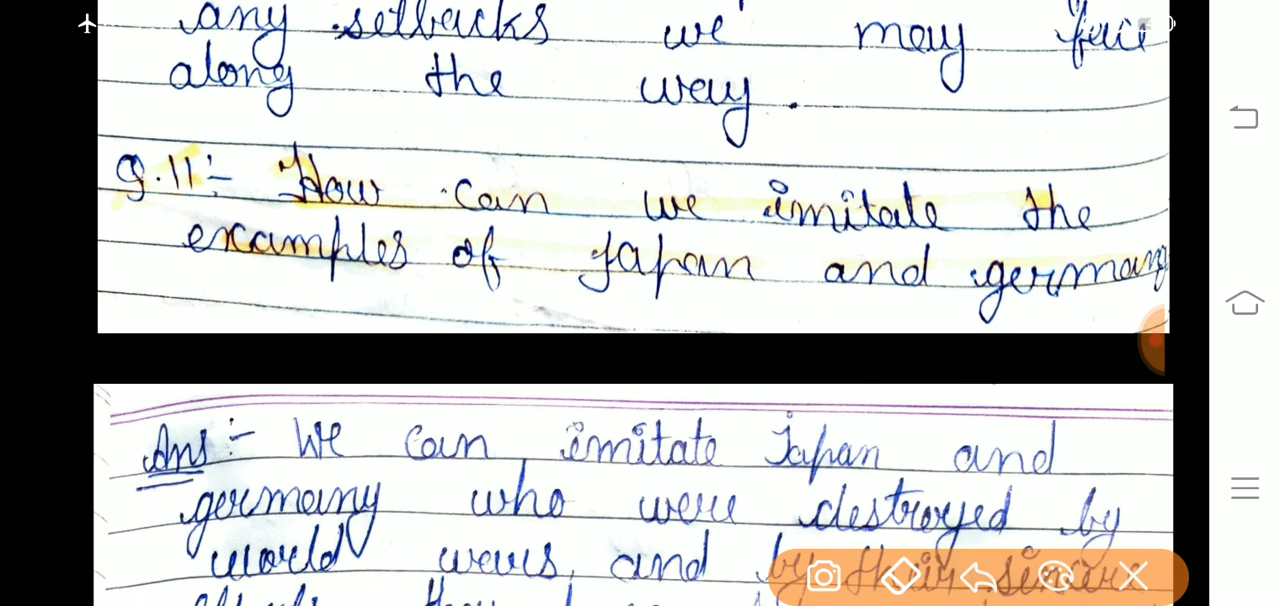 any setbacks we may face
along the way.
Q.11:- How can we imitate the
examples of Japan and germany
Ans:- We can imitate Japan and
germany who were destroyed by
world wars, and by their sincere